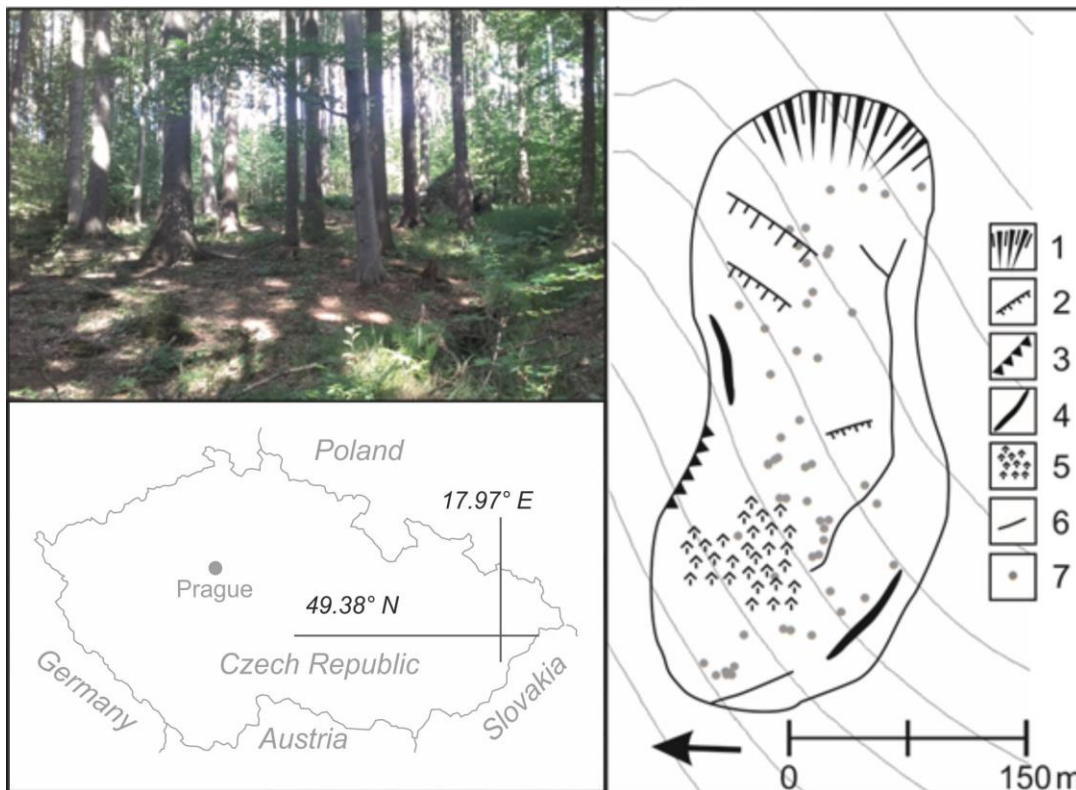 Poland
17.97° E
Prague
49.38° N
Czech Republic
Germany
Austria
Slovakia
1
2
3
4
5
6
7
0
150 m